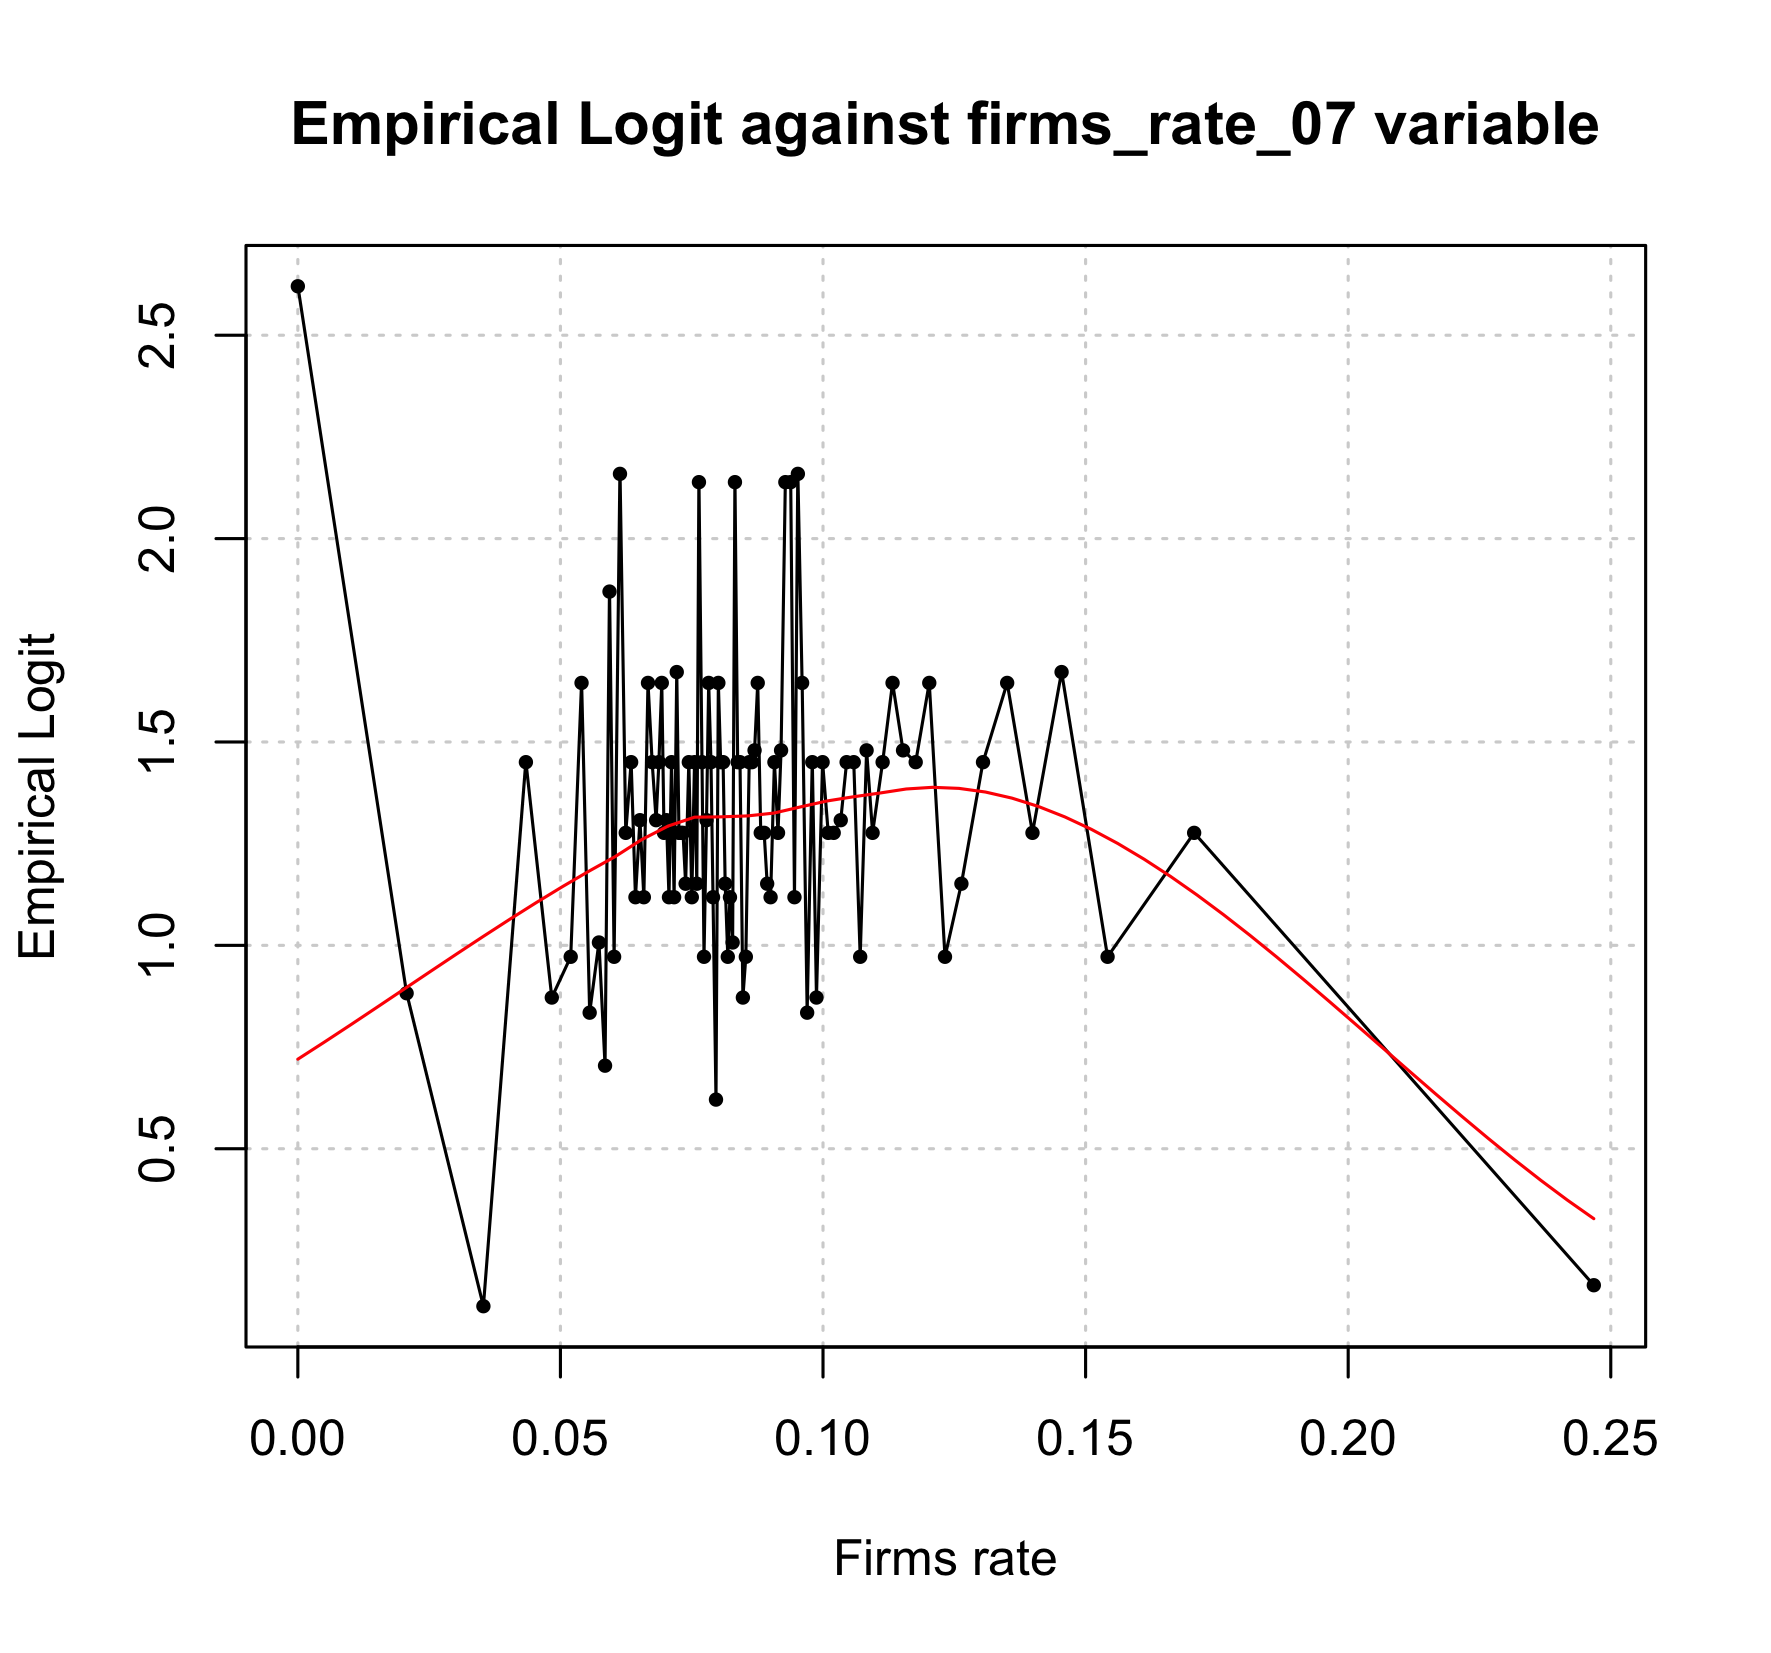 Empirical Logit against firms_rate_07 variable
Empirical Logit
2.5
2.0
1.5
1.0
0.5
0.00 0.05 0.10 0.15 0.20 0.25
Firms rate